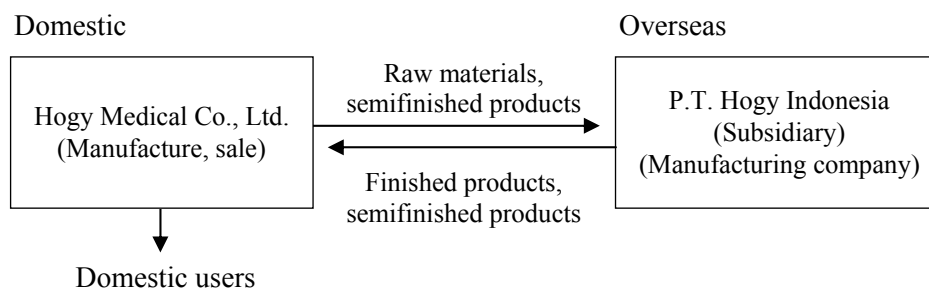 Domestic
Overseas
Hogy Medical Co., Ltd.
(Manufacture, sale)
Raw materials,
semifinished products
Finished products,
semifinished products
P.T. Hogy Indonesia
(Subsidiary)
(Manufacturing company)
Domestic users